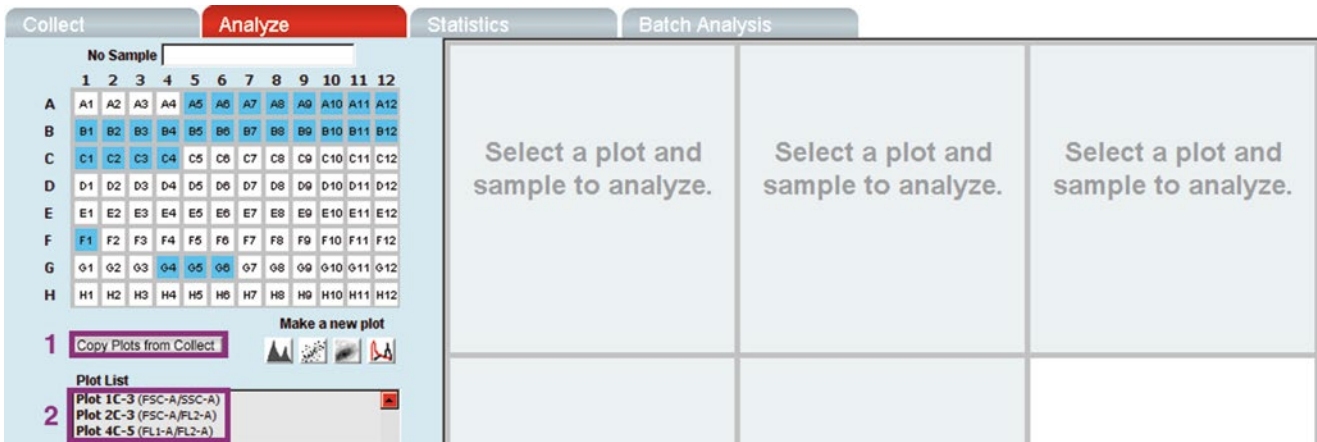 Collect Analyze Statistics Batch Analysis
No Sample
1 2 3 4 5 6 7 8 9 10 11 12
A A1 A2 A3 A4 A5 A6 A7 A8 A9 A10 A11 A12
B B1 B2 B3 B4 B5 B6 B7 B8 B9 B10 B11 B12
C C1 C2 C3 C4 C5 C6 C7 C8 C9 C10 C11 C12
D D1 D2 D3 D4 D5 D6 D7 D8 D9 D10 D11 D12
E E1 E2 E3 E4 E5 E6 E7 E8 E9 E10 E11 E12
F F1 F2 F3 F4 F5 F6 F7 F8 F9 F10 F11 F12
G G1 G2 G3 G4 G5 G6 G7 G8 G9 G10 G11 G12
H H1 H2 H3 H4 H5 H6 H7 H8 H9 H10 H11 H12
Make a new plot
1 Copy Plots from Collect
Plot List
Plot 1C-3 (FSC-A/SSC-A)
2 Plot 2C-3 (FSC-A/FL2-A)
Plot 4C-5 (FL1-A/FL2-A)
Select a plot and
sample to analyze.
Select a plot and
sample to analyze.
Select a plot and
sample to analyze.